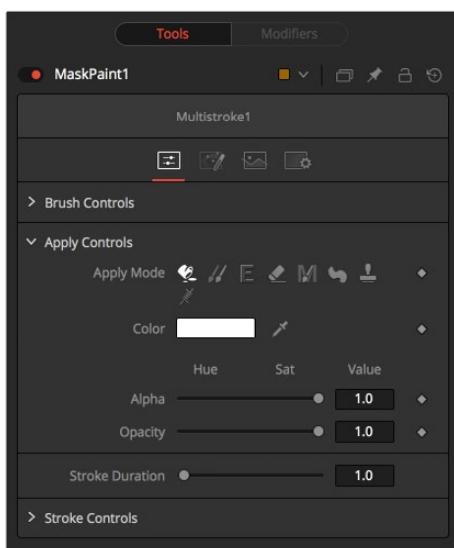 Tools Modifiers
MaskPaint1
Multistroke1
Brush Controls
Apply Controls
Apply Mode
Color
Hue Sat Value
Alpha 1.0
Opacity 1.0
Stroke Duration 1.0
Stroke Controls